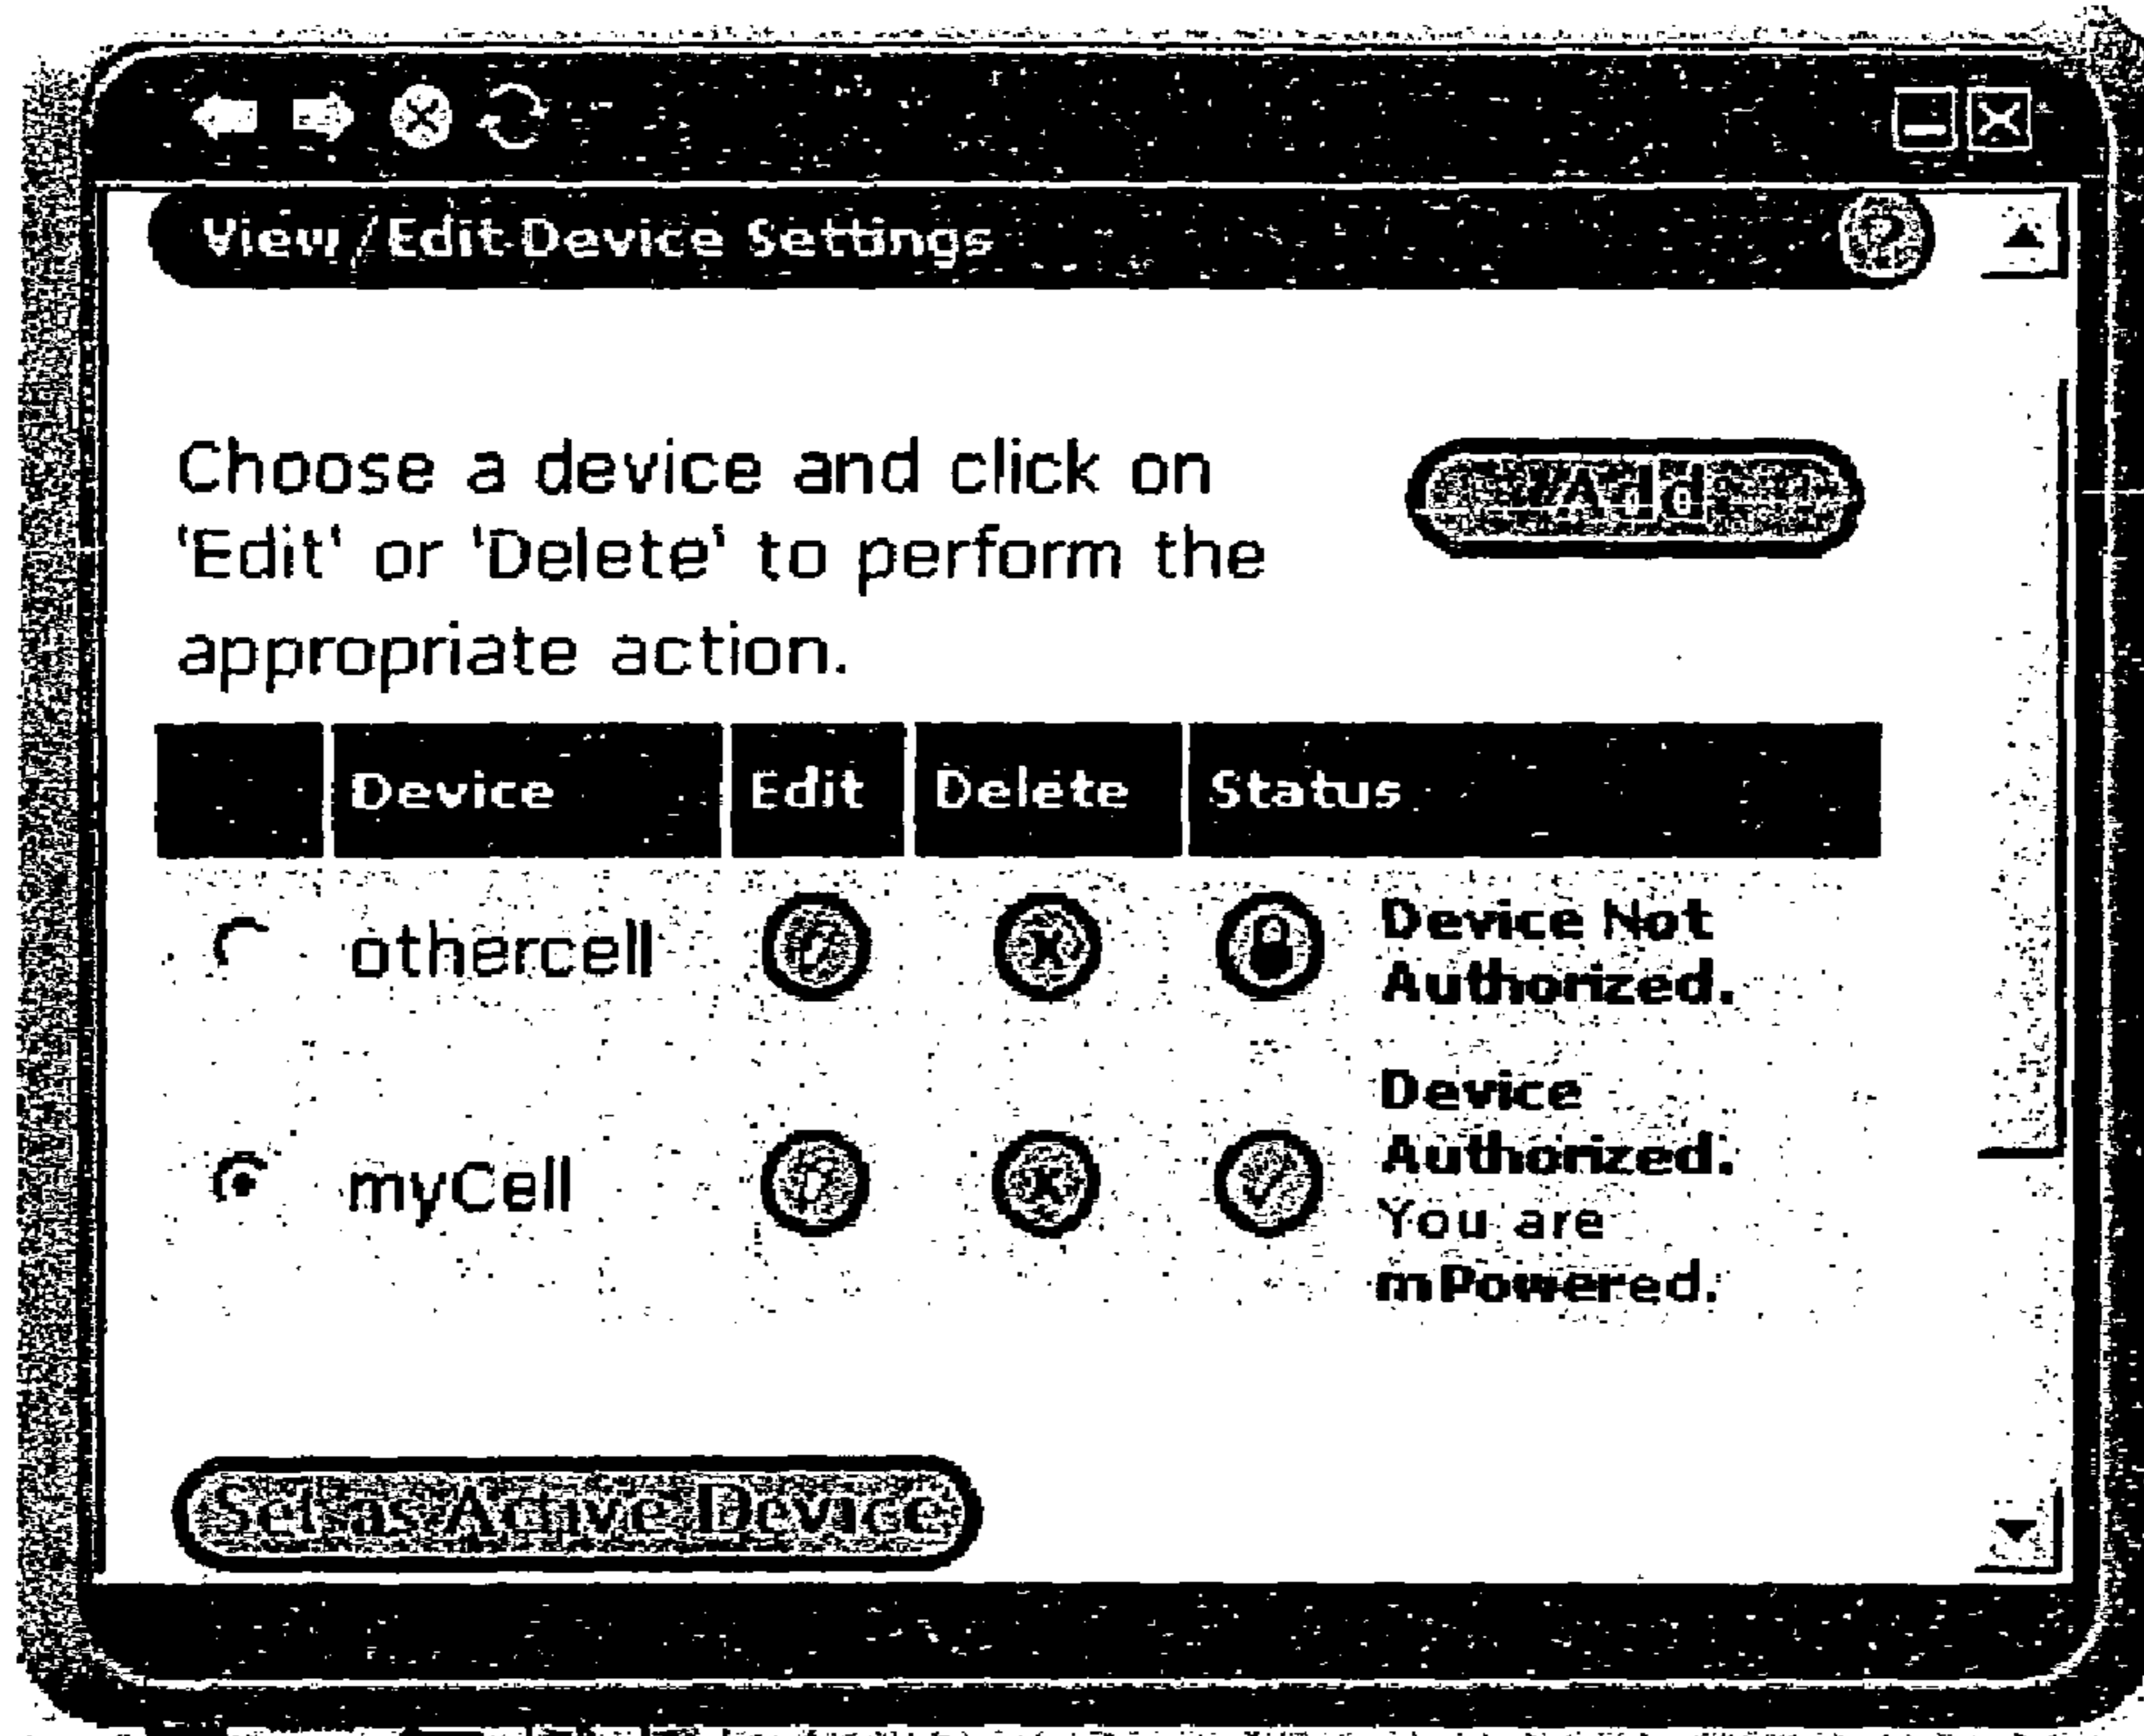 View/Edit Device Settings
?
Choose a device and click on
'Edit' or 'Delete' to perform the
appropriate action.
Add
Device Edit Delete Status
othercell Device Not
Authorized.
myCell Device
Authorized.
You are
mPowered.
Set as Active Device